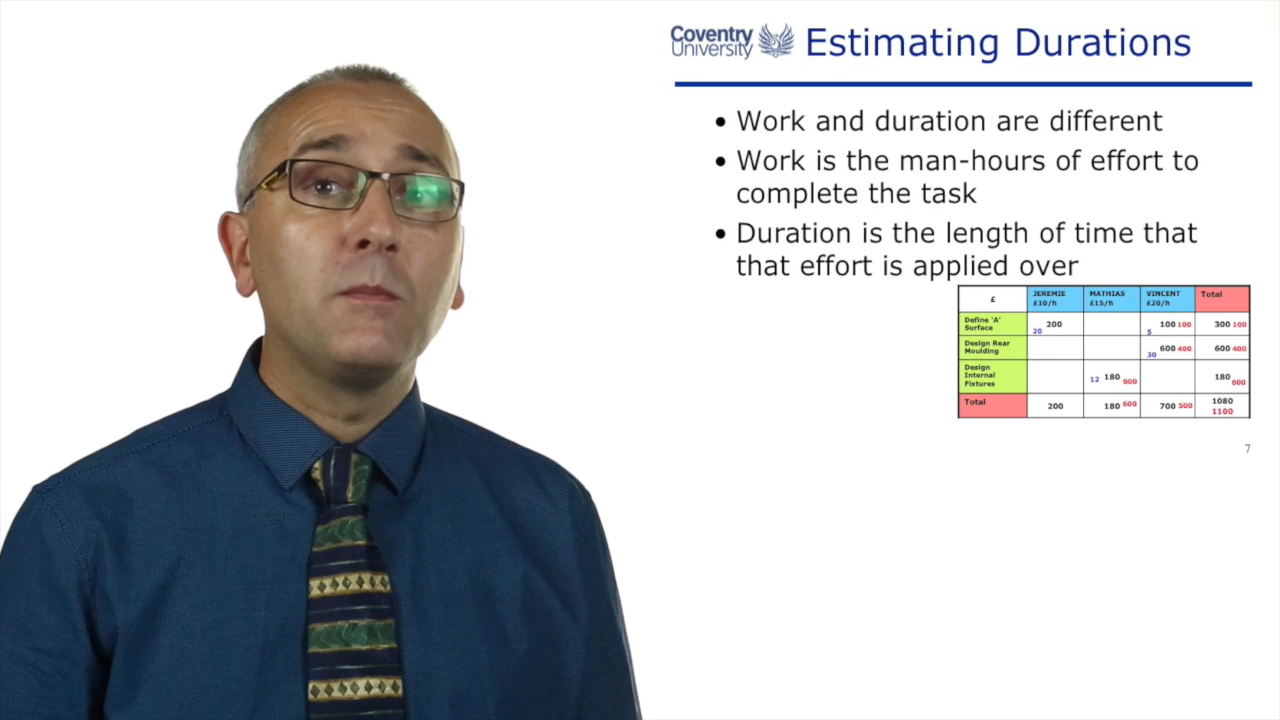 Coventry
University
Estimating Durations
• Work and duration are different
• Work is the man-hours of effort to
complete the task
• Duration is the length of time that
that effort is applied over
£ JEREMIE £10/h MATHIAS £15/h VINCENT £20/h Total
Define 'A' Surface 20 200 5 100 100 300 100
Design Rear Moulding 30 600 400 600 400
Design Internal Fixtures 12 180 600 180 600
Total 200 180 600 700 500 1080 1100
7